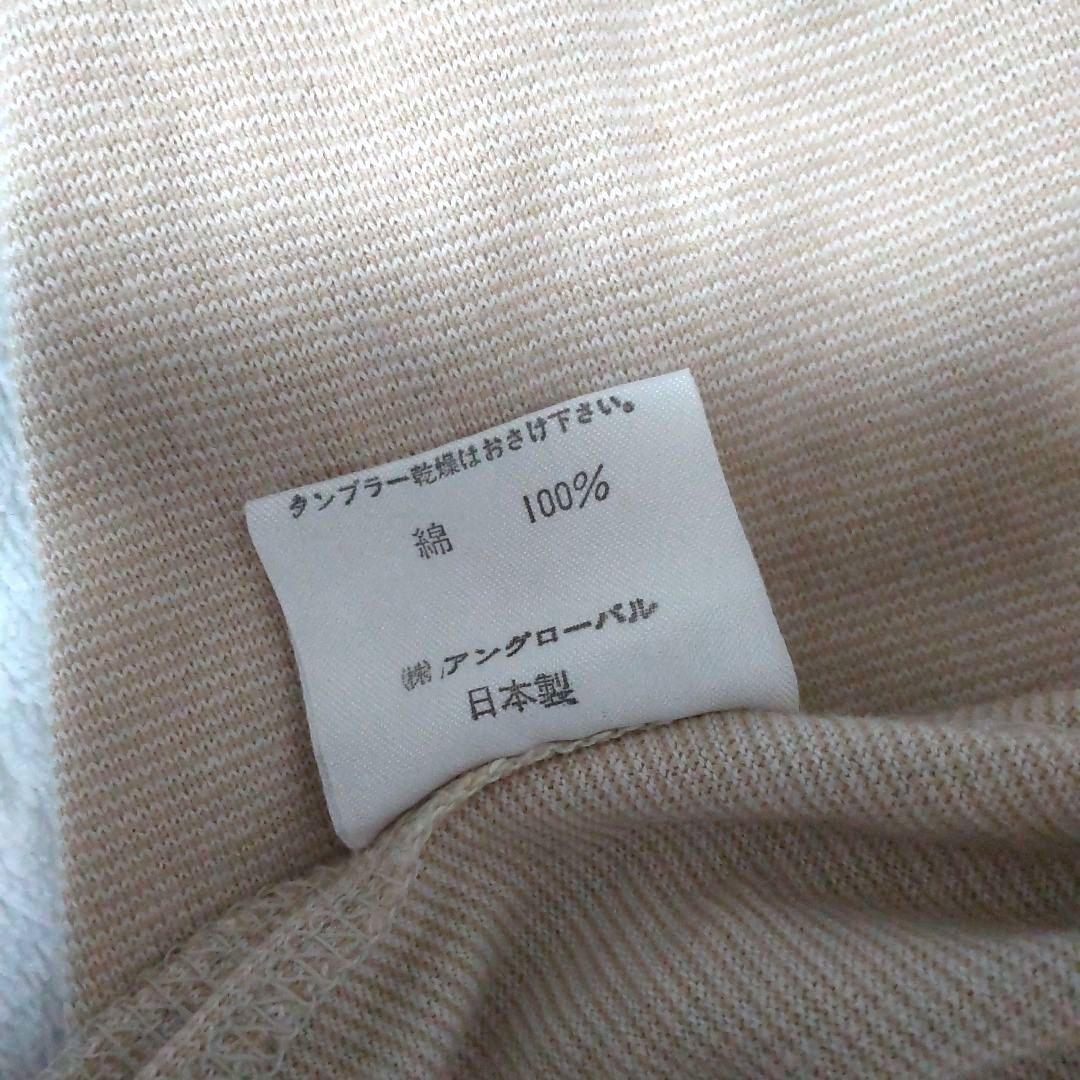 タンブラー乾燥はおさけ下さい。
綿 100%
㈱アングローバル
日本製